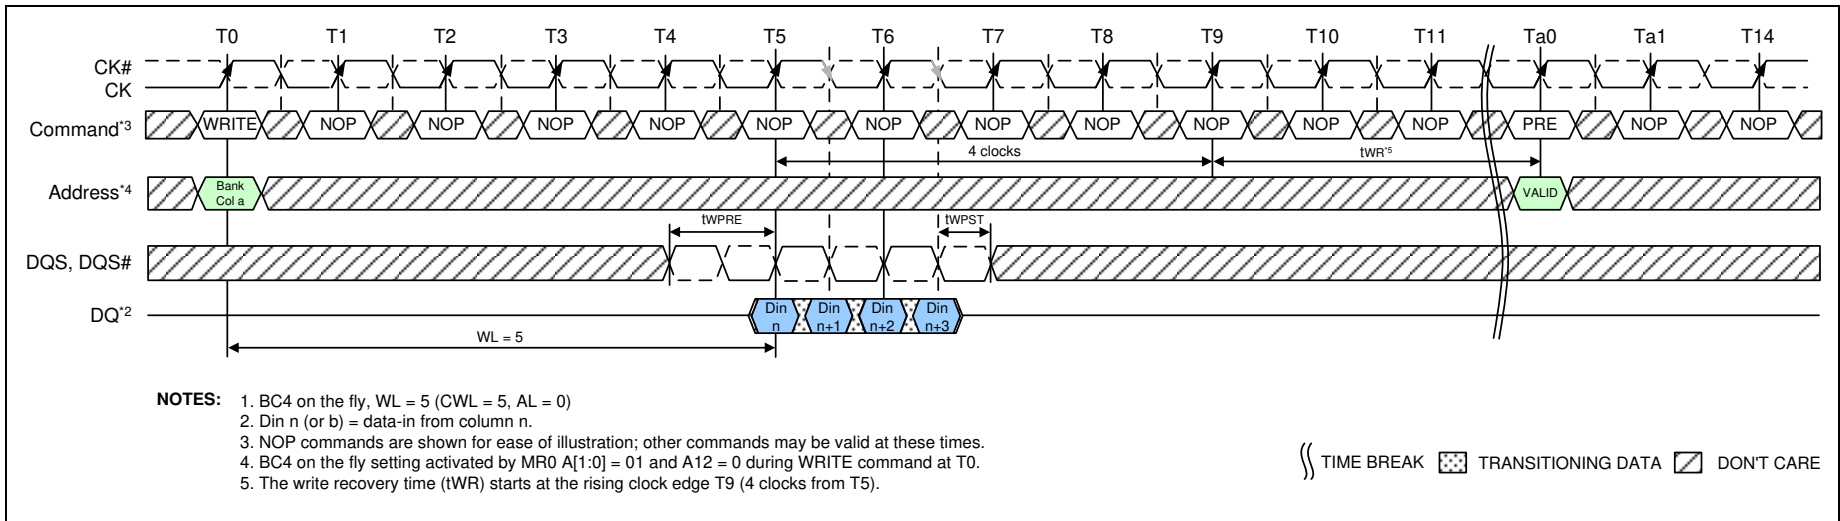 T0 T1 T2 T3 T4 T5 T6 T7 T8 T9 T10 T11 Ta0 Ta1 T14
CK#
CK
Command*3 WRITE NOP NOP NOP NOP NOP NOP NOP NOP NOP NOP NOP PRE NOP NOP
4 clocks tWR*5
Address*4 Bank Col a VALID
tWPRE tWPST
DQS, DQS#
DQ*2 Din n Din n+1 Din n+2 Din n+3
WL = 5
NOTES: 1. BC4 on the fly, WL = 5 (CWL = 5, AL = 0)
2. Din n (or b) = data-in from column n.
3. NOP commands are shown for ease of illustration; other commands may be valid at these times.
4. BC4 on the fly setting activated by MR0 A[1:0] = 01 and A12 = 0 during WRITE command at T0.
5. The write recovery time (tWR) starts at the rising clock edge T9 (4 clocks from T5).
TIME BREAK TRANSITIONING DATA DON'T CARE